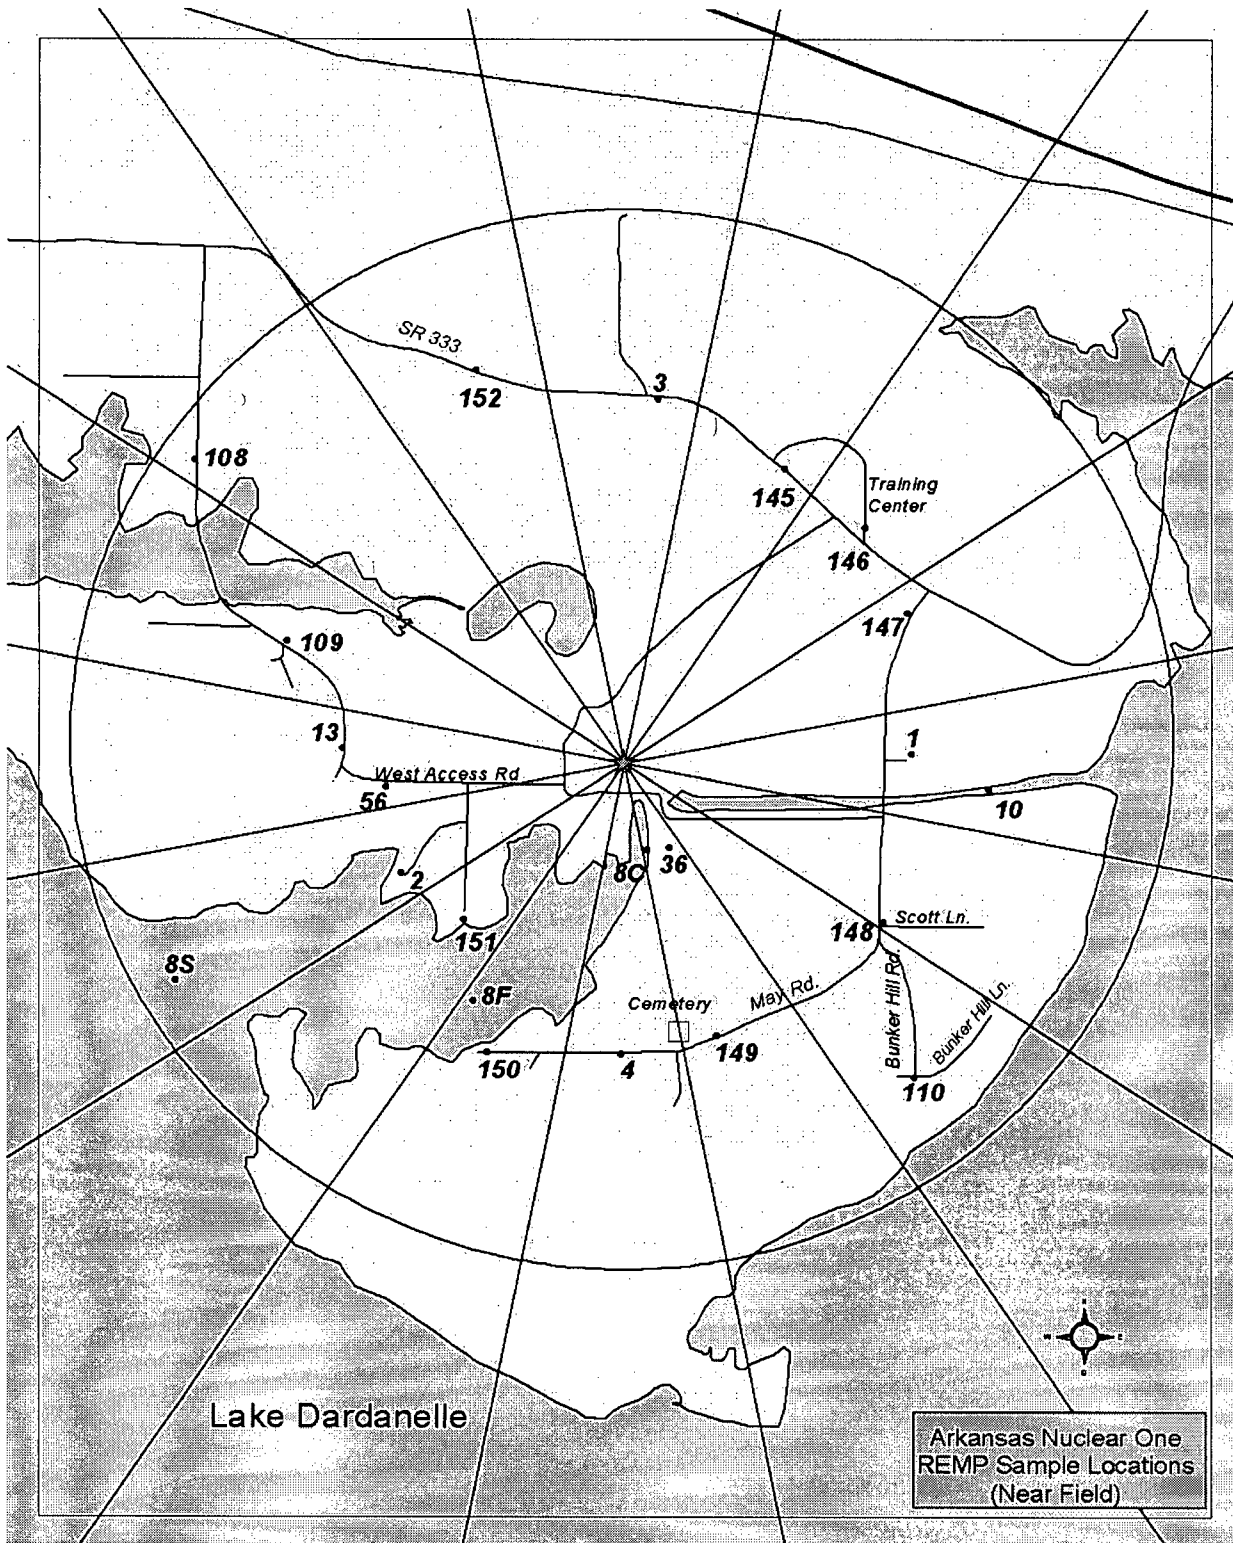 SR 333
152
3
108
145
Training
Center
146
147
109
13
1
West Access Rd
56
10
36
8C
2
151
Scott Ln.
148
8S
8F
Cemetery
May Rd.
Bunker Hill Rd.
Bunker Hill Ln.
149
150
4
110
Lake Dardanelle
Arkansas Nuclear One
REMP Sample Locations
(Near Field)